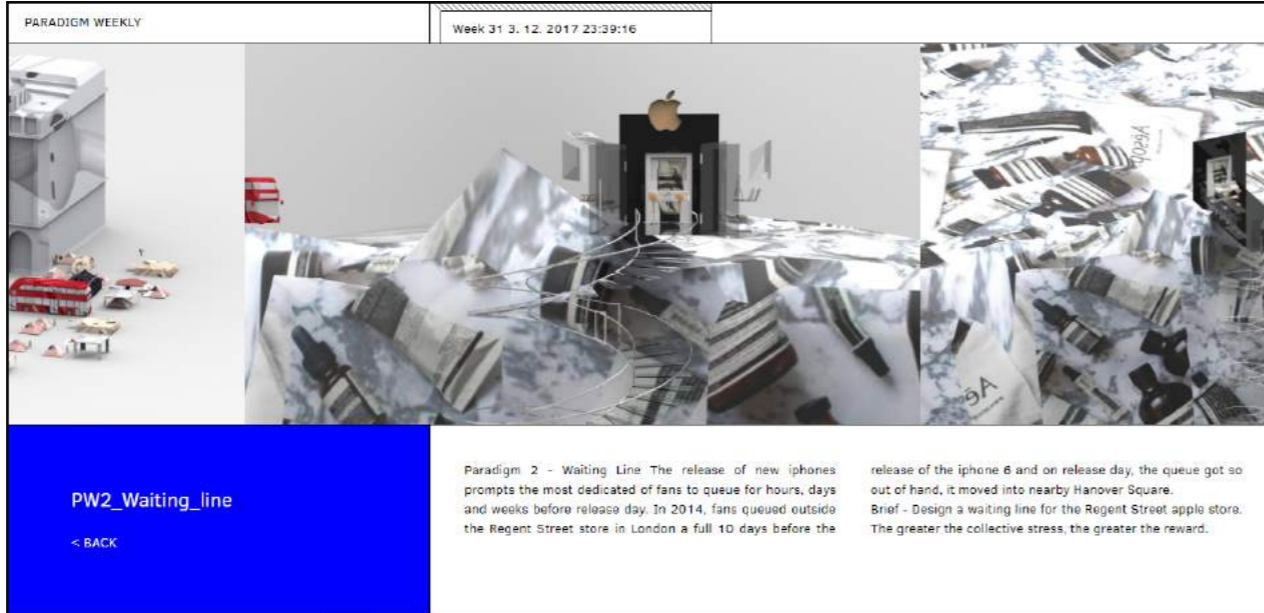 PARADIGM WEEKLY
Week 31 3. 12. 2017 23:39:16
Aēsop
Aē
PW2_Waiting_line
< BACK
Paradigm 2 - Waiting Line The release of new iphones
prompts the most dedicated of fans to queue for hours, days
and weeks before release day. In 2014, fans queued outside
the Regent Street store in London a full 10 days before the
release of the iphone 6 and on release day, the queue got so
out of hand, it moved into nearby Hanover Square.
Brief - Design a waiting line for the Regent Street apple store.
The greater the collective stress, the greater the reward.